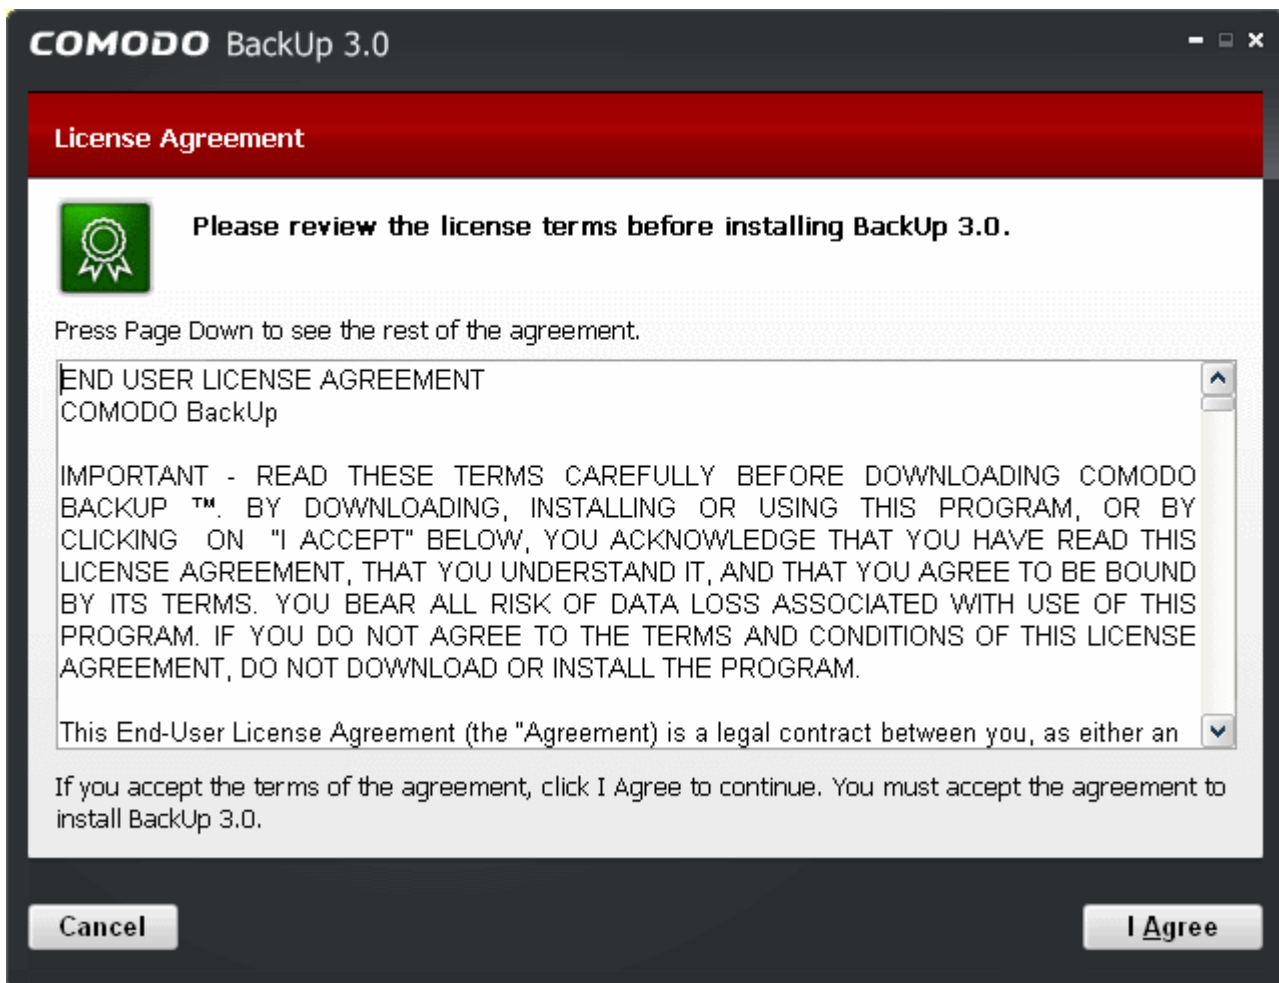 COMODO BackUp 3.0
License Agreement
Please review the license terms before installing BackUp 3.0.
Press Page Down to see the rest of the agreement.
END USER LICENSE AGREEMENT
COMODO BackUp
IMPORTANT - READ THESE TERMS CAREFULLY BEFORE DOWNLOADING COMODO
BACKUP ™. BY DOWNLOADING, INSTALLING OR USING THIS PROGRAM, OR BY
CLICKING ON "I ACCEPT" BELOW, YOU ACKNOWLEDGE THAT YOU HAVE READ THIS
LICENSE AGREEMENT, THAT YOU UNDERSTAND IT, AND THAT YOU AGREE TO BE BOUND
BY ITS TERMS. YOU BEAR ALL RISK OF DATA LOSS ASSOCIATED WITH USE OF THIS
PROGRAM. IF YOU DO NOT AGREE TO THE TERMS AND CONDITIONS OF THIS LICENSE
AGREEMENT, DO NOT DOWNLOAD OR INSTALL THE PROGRAM.
This End-User License Agreement (the "Agreement) is a legal contract between you, as either an
If you accept the terms of the agreement, click I Agree to continue. You must accept the agreement to
install BackUp 3.0.
Cancel
I Agree